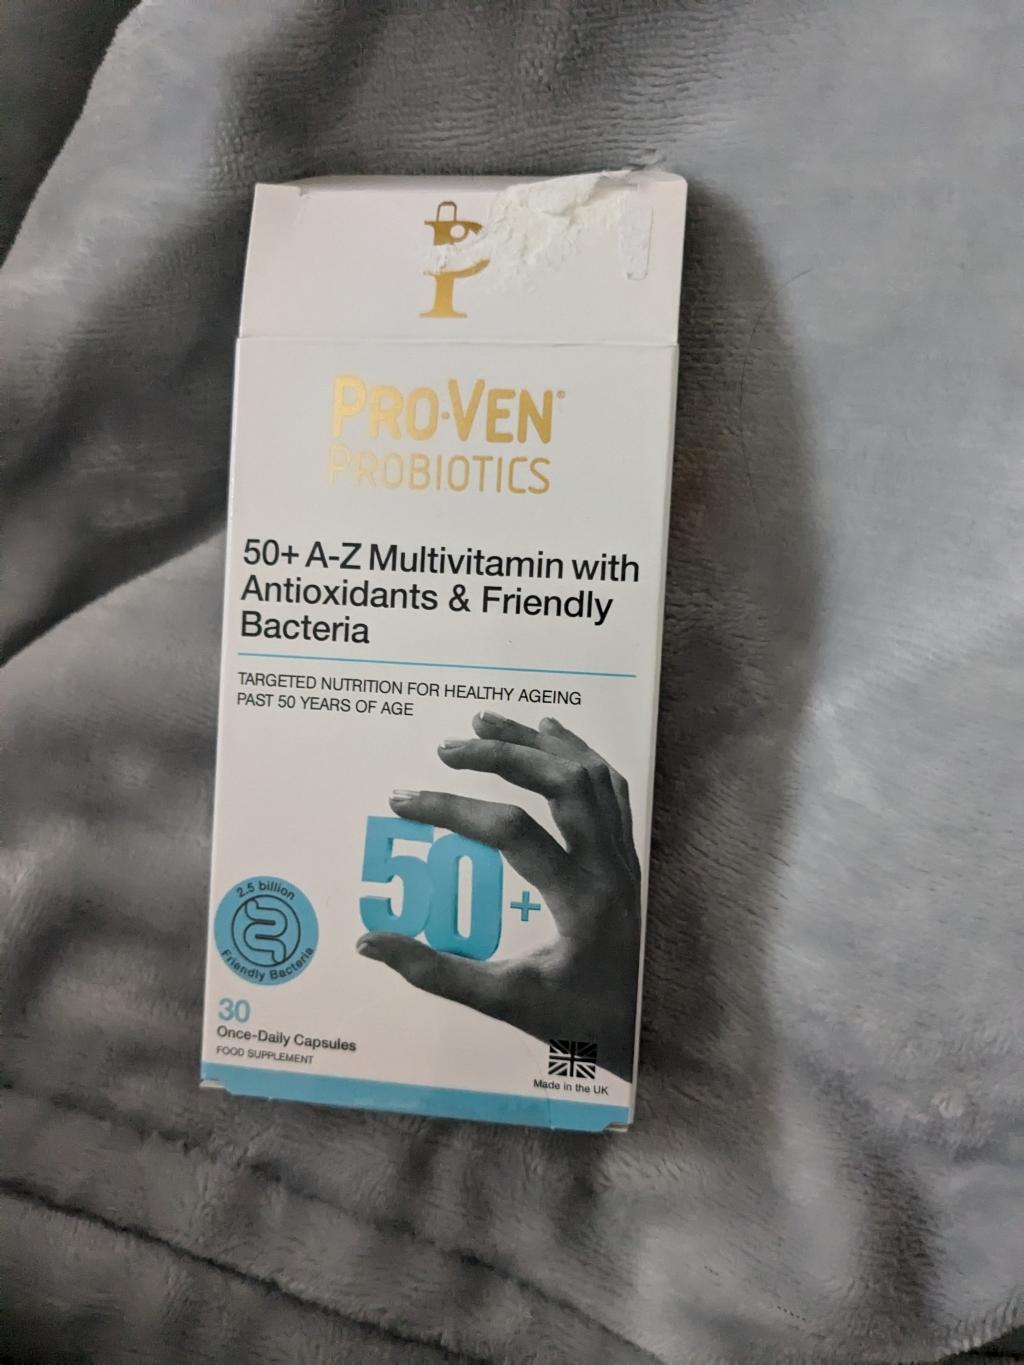 PRO-VEN®
PROBIOTICS
50+ A-Z Multivitamin with
Antioxidants & Friendly
Bacteria
TARGETED NUTRITION FOR HEALTHY AGEING
PAST 50 YEARS OF AGE
50+
2.5 billion
Friendly Bacteria
30
Once-Daily Capsules
FOOD SUPPLEMENT
Made in the UK